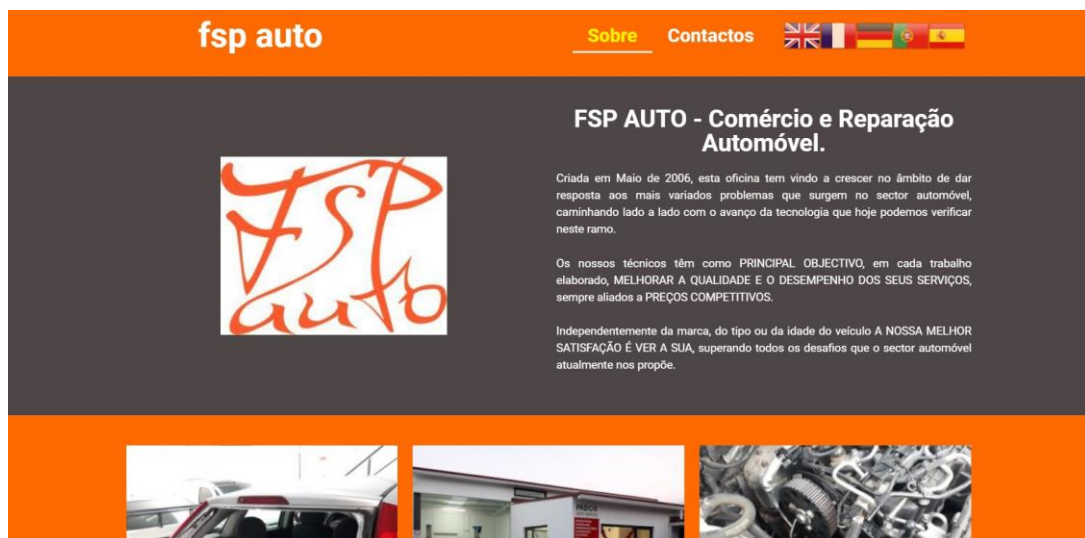 fsp auto
Sobre
Contactos
FSP AUTO - Comércio e Reparação
Automóvel.
FSP
auto
Criada em Maio de 2006, esta oficina tem vindo a crescer no âmbito de dar
resposta aos mais variados problemas que surgem no sector automóvel,
caminhando lado a lado com o avanço da tecnologia que hoje podemos verificar
neste ramo.
Os nossos técnicos têm como PRINCIPAL OBJECTIVO, em cada trabalho
elaborado, MELHORAR A QUALIDADE E O DESEMPENHO DOS SEUS SERVIÇOS,
sempre aliados a PREÇOS COMPETITIVOS.
Independentemente da marca, do tipo ou da idade do veículo A NOSSA MELHOR
SATISFAÇÃO É VER A SUA, superando todos os desafios que o sector automóvel
atualmente nos propõe.